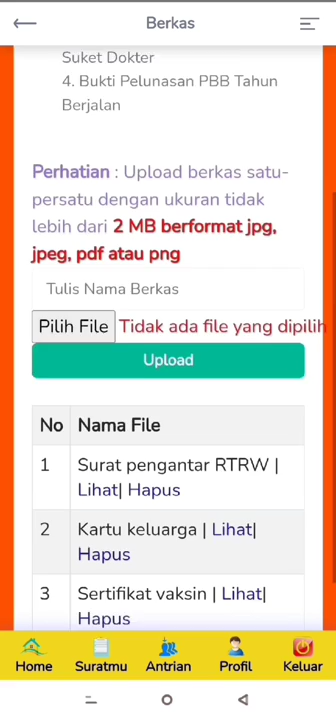 Berkas
Suket Dokter
4. Bukti Pelunasan PBB Tahun
Berjalan
Perhatian : Upload berkas satu-
persatu dengan ukuran tidak
lebih dari 2 MB berformat jpg,
jpeg, pdf atau png
Tulis Nama Berkas
Pilih File Tidak ada file yang dipilih
Upload
No Nama File
1 Surat pengantar RTRW |
Lihat| Hapus
2 Kartu keluarga | Lihat|
Hapus
3 Sertifikat vaksin | Lihat|
Hapus
Home Suratmu Antrian Profil Keluar